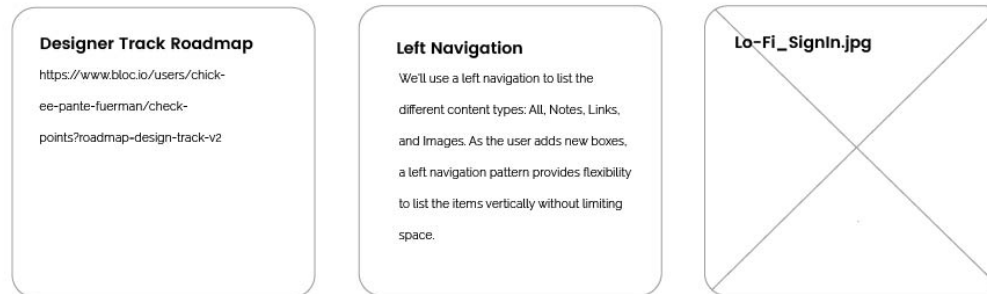 Designer Track Roadmap
https://www.bloc.io/users/chick-
ee-pante-fuerman/check-
points?roadmap=design-track-v2
Left Navigation
We'll use a left navigation to list the
different content types: All, Notes, Links,
and Images. As the user adds new boxes,
a left navigation pattern provides flexibility
to list the items vertically without limiting
space.
Lo-Fi_SignIn.jpg